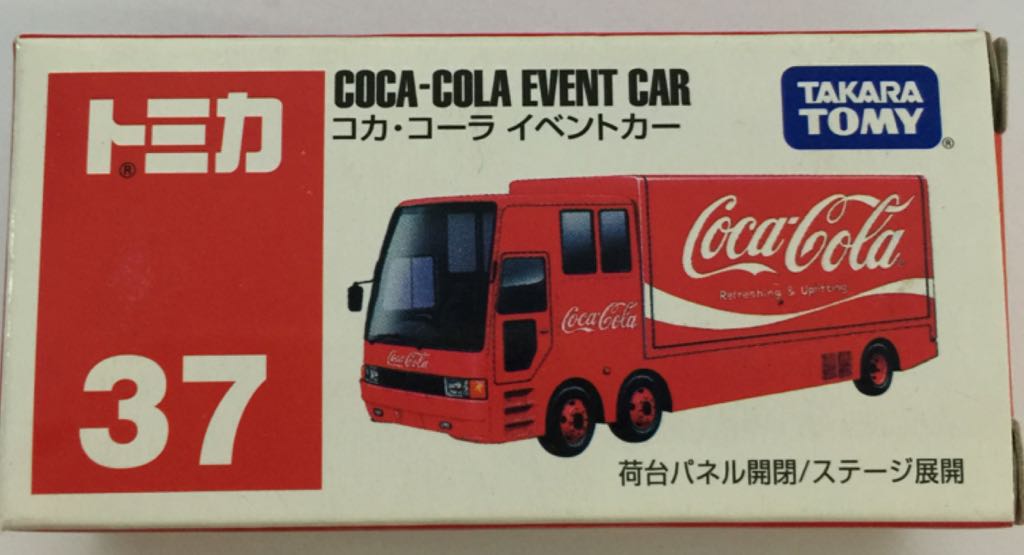 トミカ®
37
COCA-COLA EVENT CAR
コカ・コーラ イベントカー
TAKARA
TOMY®
Coca-Cola
Refreshing & Uplifting
Coca-Cola
Coca-Cola
荷台パネル開閉/ステージ展開